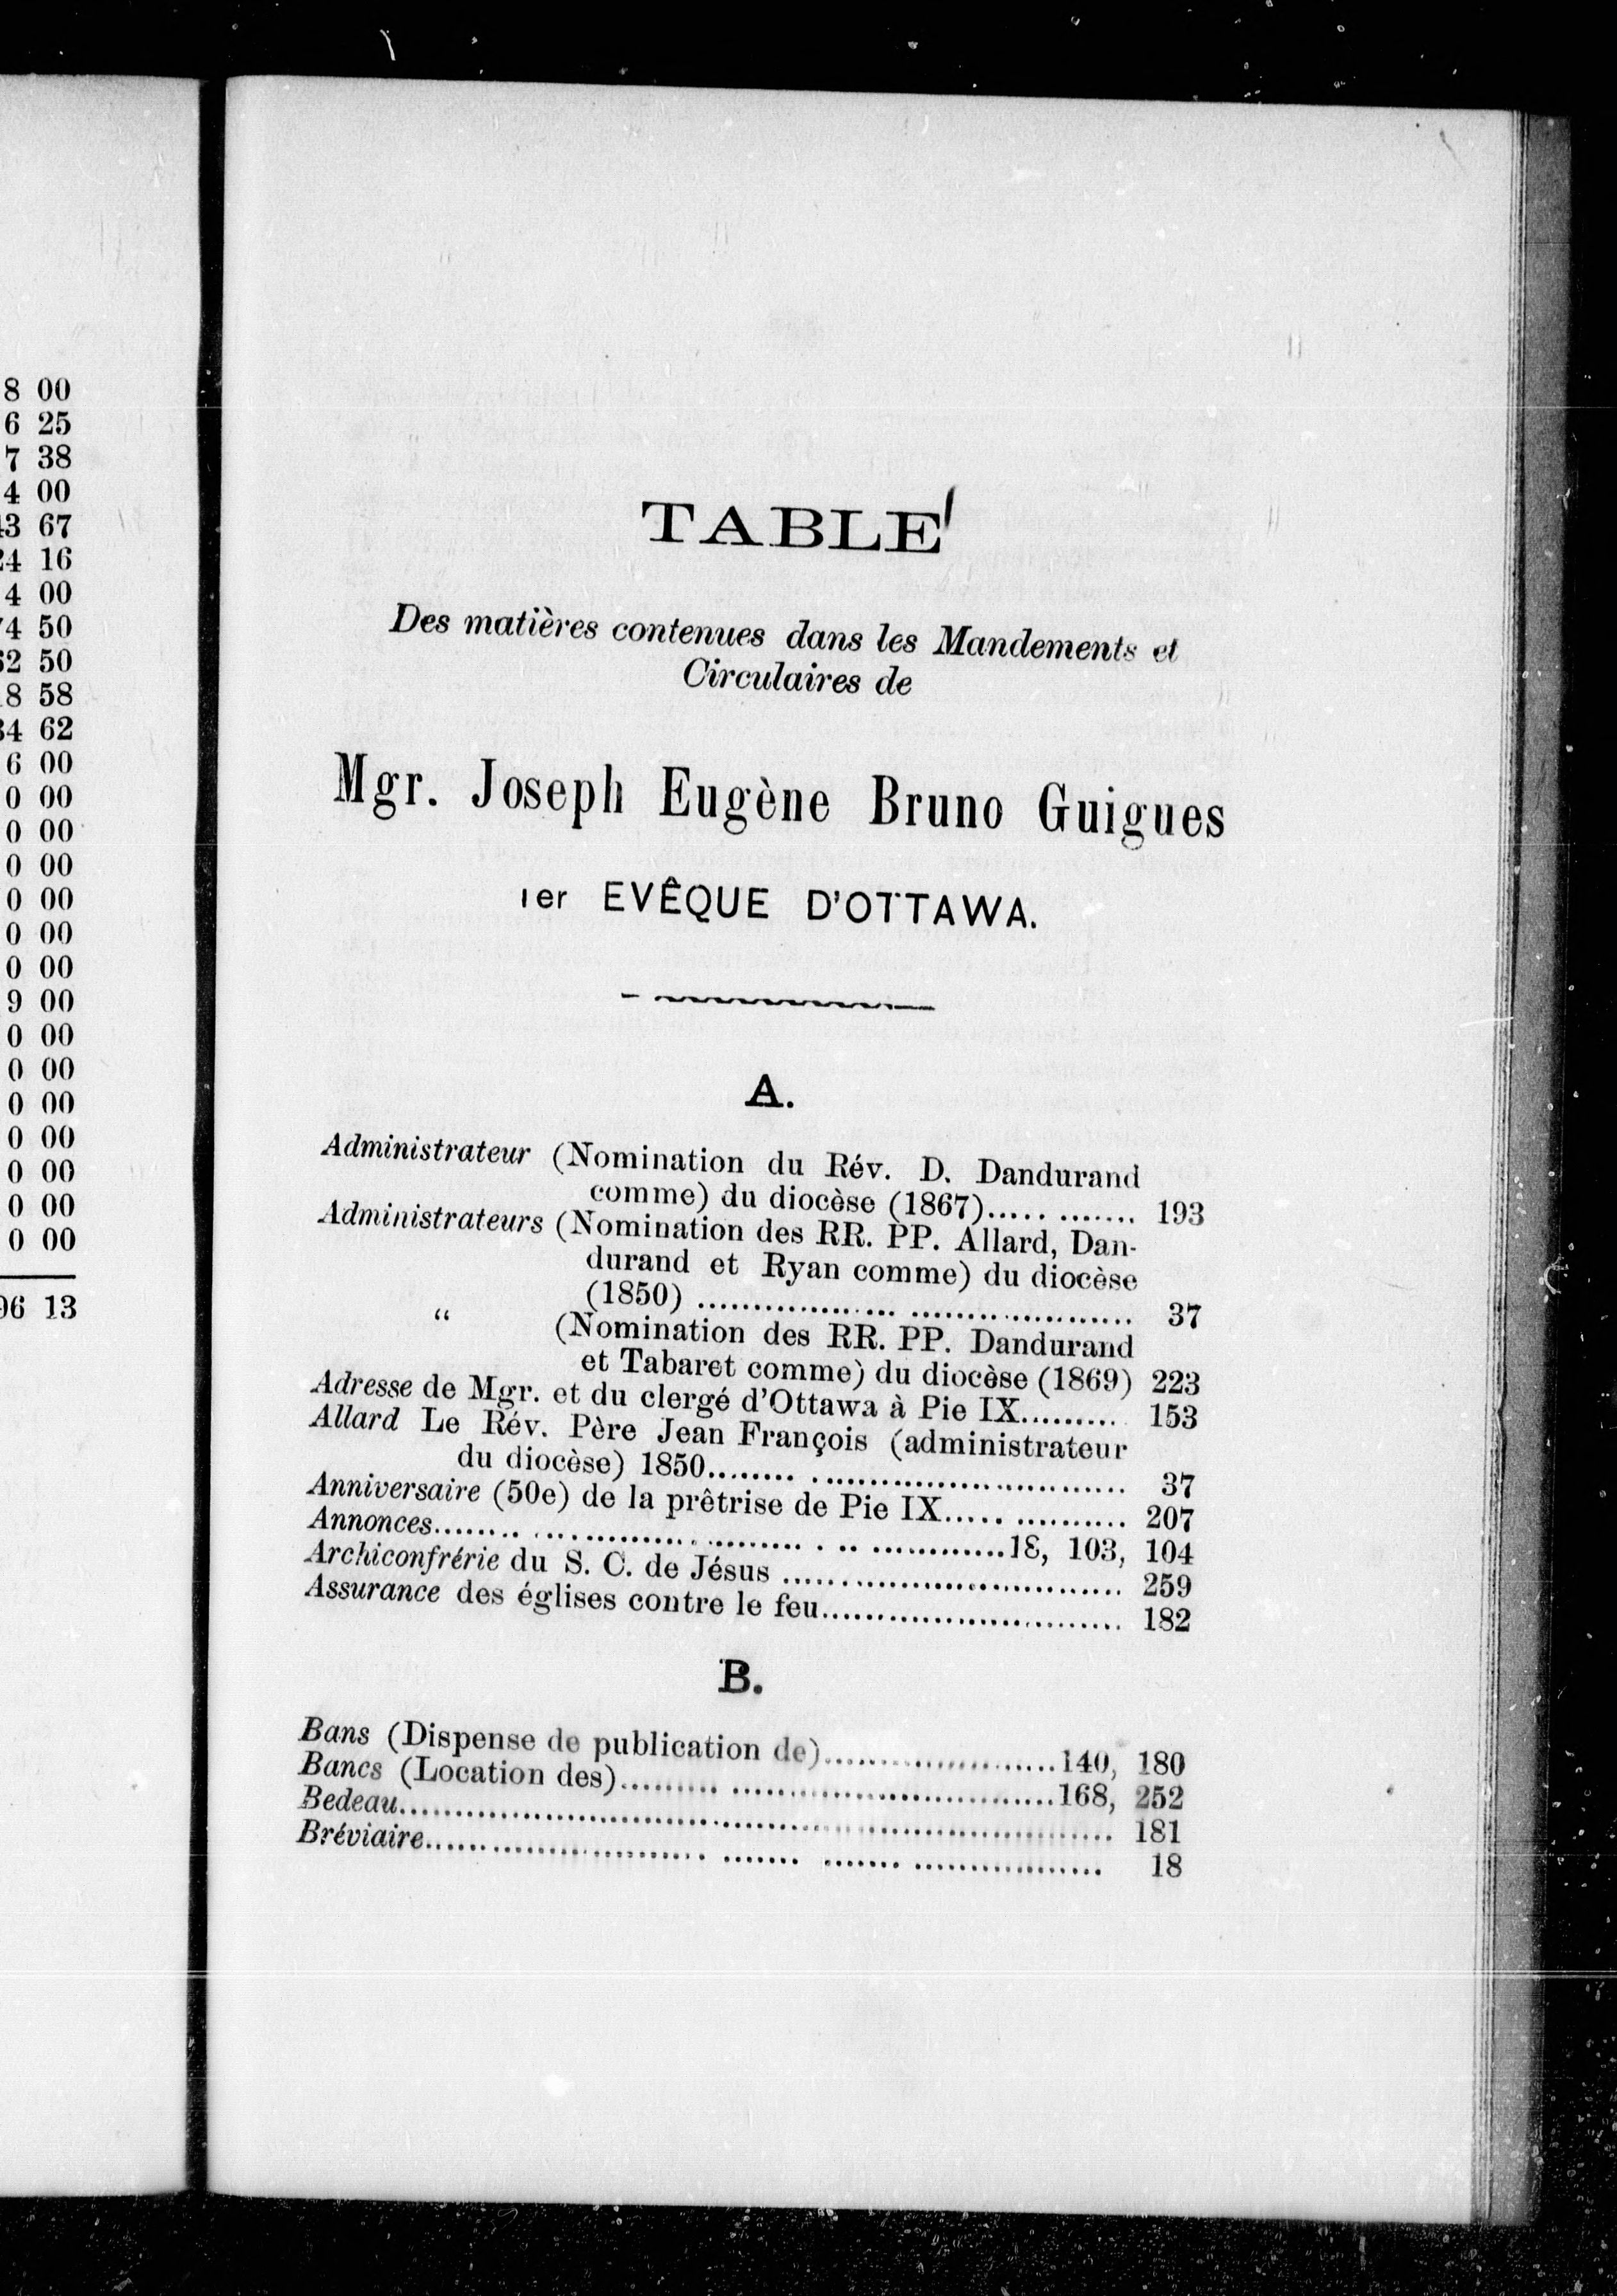 8 00
6 25
7 38
4 00
3 67
24 16
4 00
4 50
2 50
8 58
34 62
6 00
0 00
0 00
0 00
0 00
0 00
0 00
9 00
0 00
0 00
0 00
0 00
0 00
0 00
0 00
96 13
TABLE
Des matières contenues dans les Mandements et
Circulaires de
Mgr. Joseph Eugène Bruno Guigues
1er EVÊQUE D'OTTAWA.
A.
Administrateur (Nomination du Rév. D. Dandurand
comme) du diocèse (1867)..... ....... 193
Administrateurs (Nomination des RR. PP. Allard, Dan-
durand et Ryan comme) du diocèse
(1850) .................. .................... 37
“ (Nomination des RR. PP. Dandurand
et Tabaret comme) du diocèse (1869) 223
Adresse de Mgr. et du clergé d'Ottawa à Pie IX......... 153
Allard Le Rév. Père Jean François (administrateur
du diocèse) 1850........ ............................ 37
Anniversaire (50e) de la prêtrise de Pie IX..... .......... 207
Annonces........ ........................ . .. ............18, 103, 104
Archiconfrérie du S. C. de Jésus ............................... 259
Assurance des églises contre le feu........................... 182
B.
Bans (Dispense de publication de).....................140, 180
Bancs (Location des)......... .............................168, 252
Bedeau................................................................ 181
Bréviaire......................... ....... ....... ................. 18